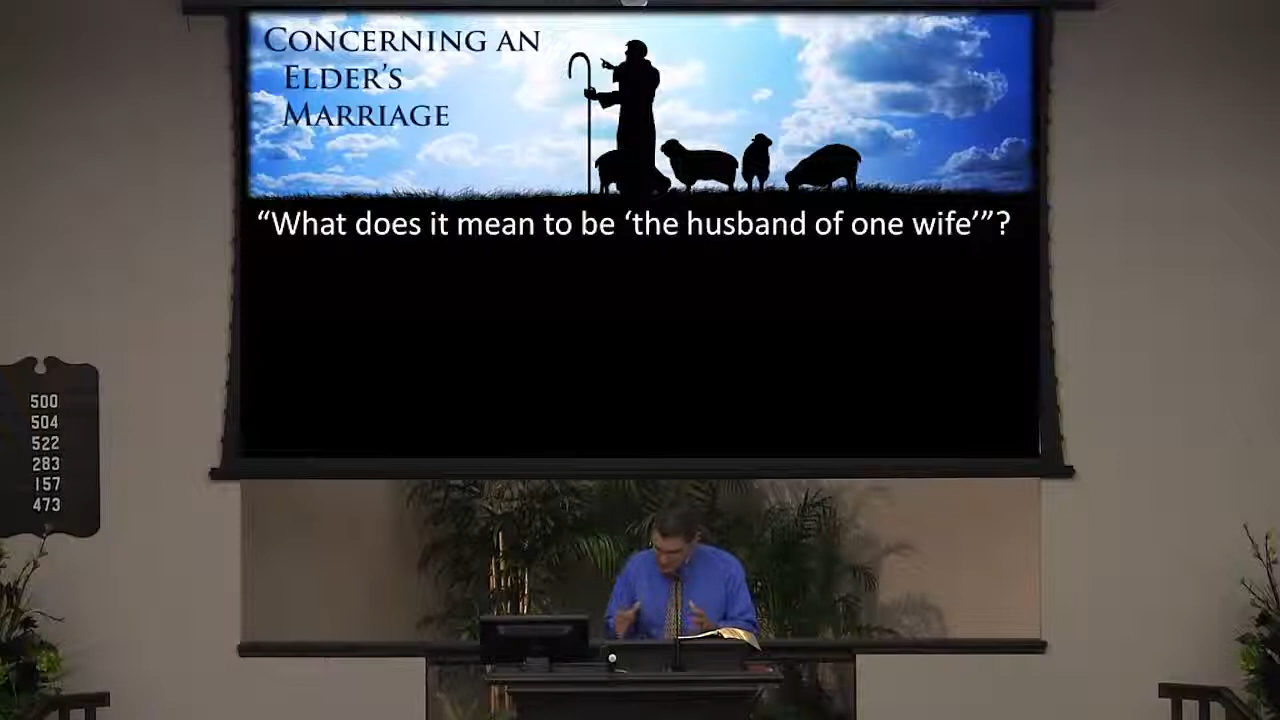 CONCERNING AN
ELDER'S
MARRIAGE
“What does it mean to be ‘the husband of one wife’”?
500
504
522
283
157
473